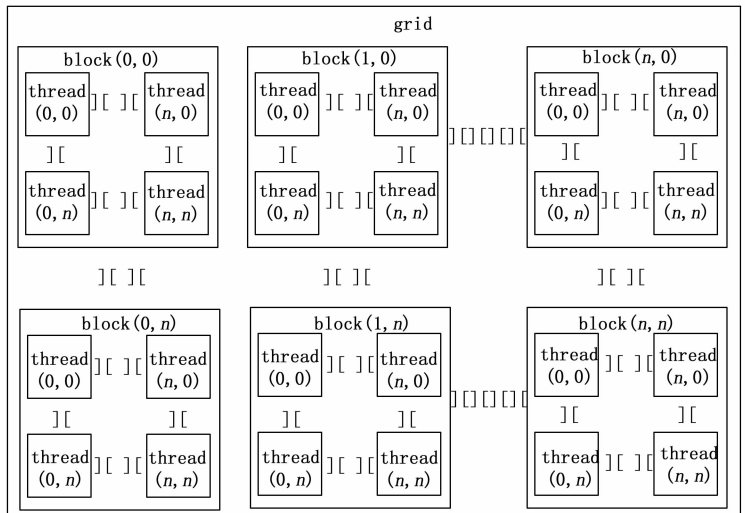 grid
block(0, 0) block(1, 0) block(n, 0)
thread ][ ][ thread thread ][ ][ thread thread ][ ][ thread
(0, 0) (n, 0) (0, 0) (n, 0) (0, 0) (n, 0)
][ ][ ][ ][ ][][][][ ][ ][
thread ][ ][ thread thread ][ ][ thread thread ][ ][ thread
(0, n) (n, n) (0, n) (n, n) (0, n) (n, n)
][ ][ ][ ][ ][ ][
block(0, n) block(1, n) block(n, n)
thread ][ ][ thread thread ][ ][ thread thread ][ ][ thread
(0, 0) (n, 0) (0, 0) (n, 0) (0, 0) (n, 0)
][ ][ ][ ][ ][][][][ ][ ][
thread ][ ][ thread thread ][ ][ thread thread ][ ][ thread
(0, n) (n, n) (0, n) (n, n) (0, n) (n, n)